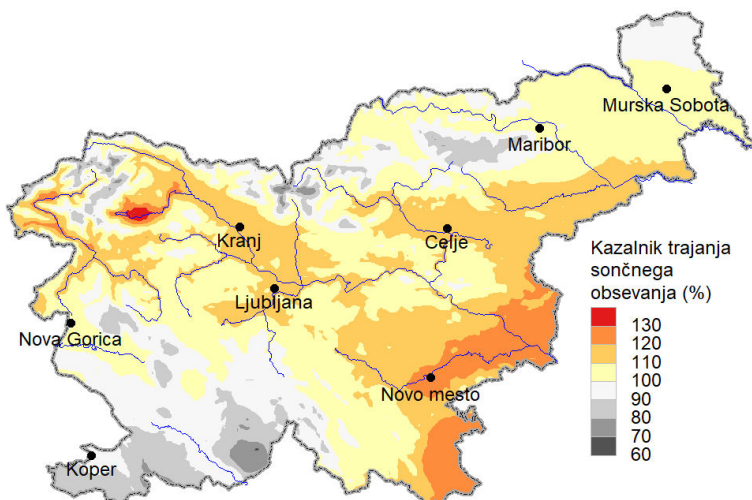 Murska Sobota
Maribor
Kranj
Celje
Ljubljana
Nova Gorica
Novo mesto
Koper
Kazalnik trajanja
sončnega
obsevanja (%)
130
120
110
100
90
80
70
60